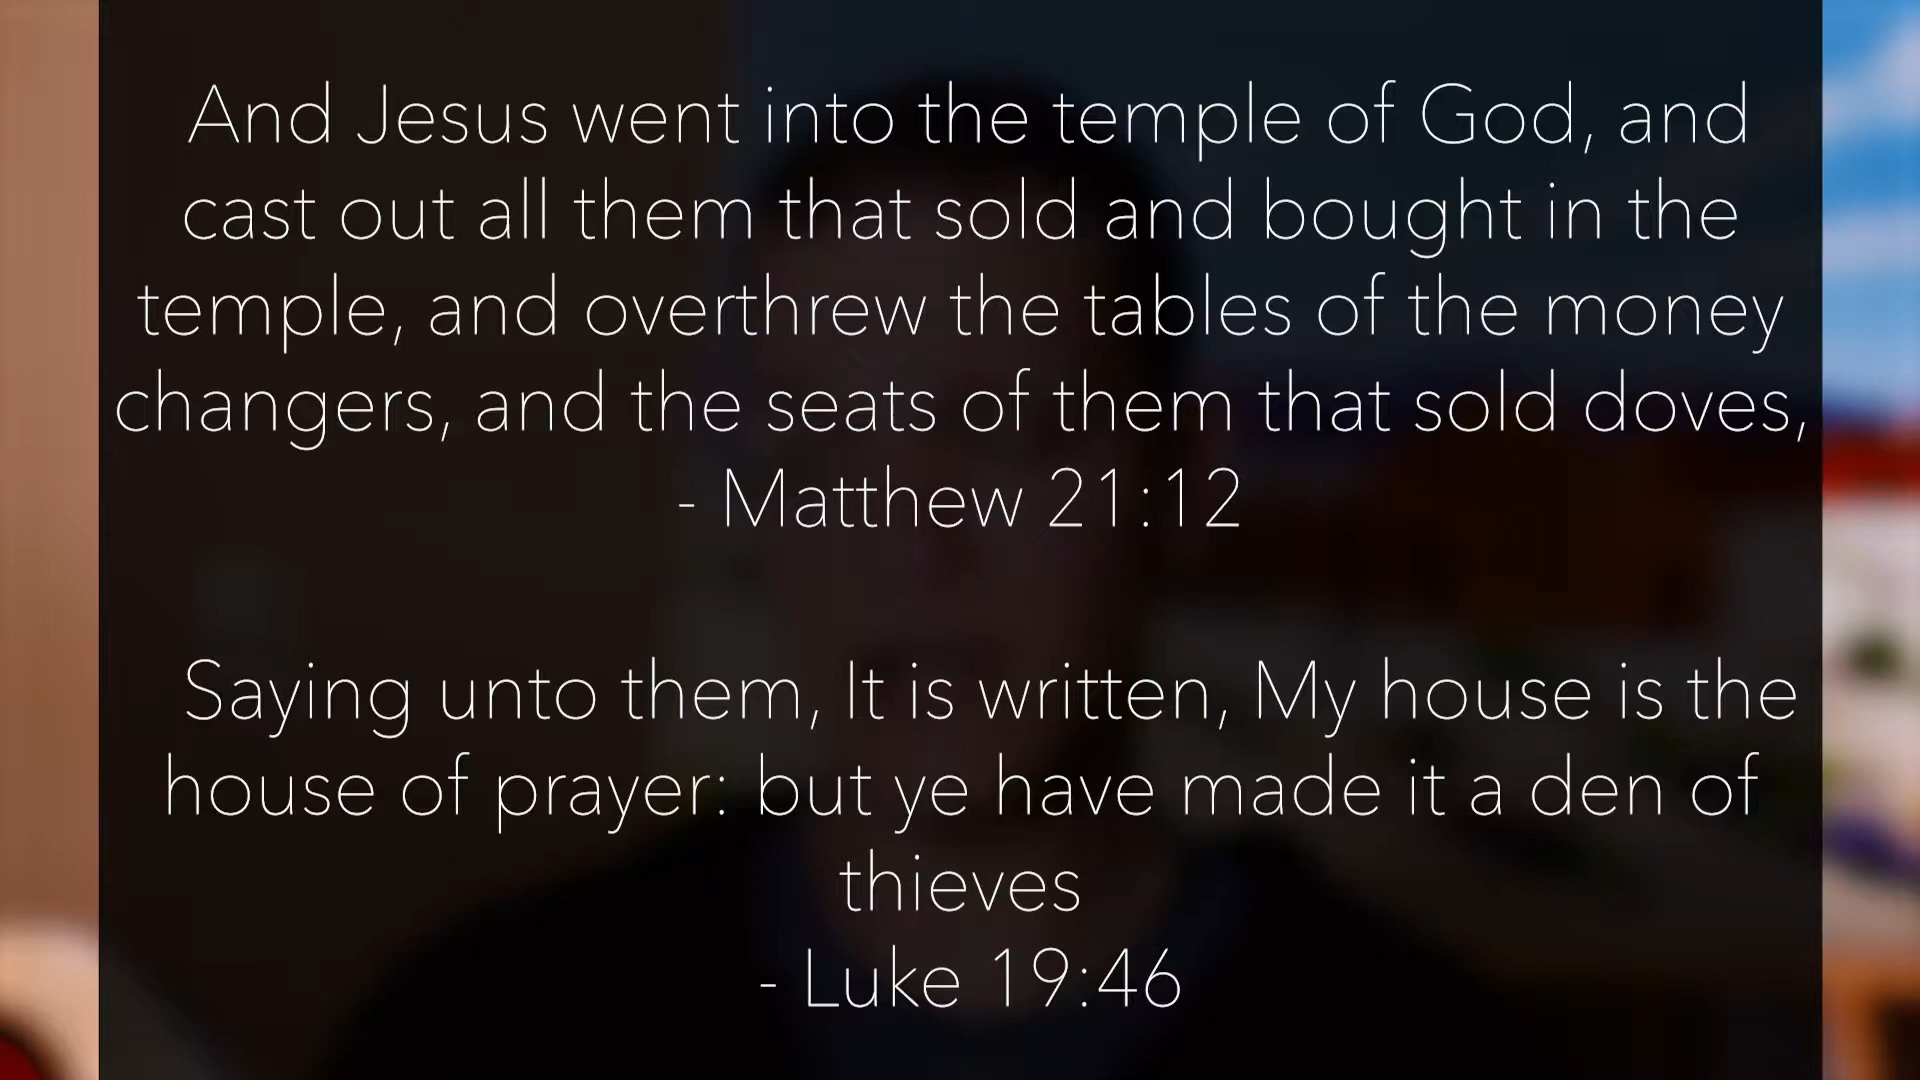 And Jesus went into the temple of God, and
cast out all them that sold and bought in the
temple, and overthrew the tables of the money
changers, and the seats of them that sold doves,
- Matthew 21:12
Saying unto them, It is written, My house is the
house of prayer: but ye have made it a den of
thieves
- Luke 19:46